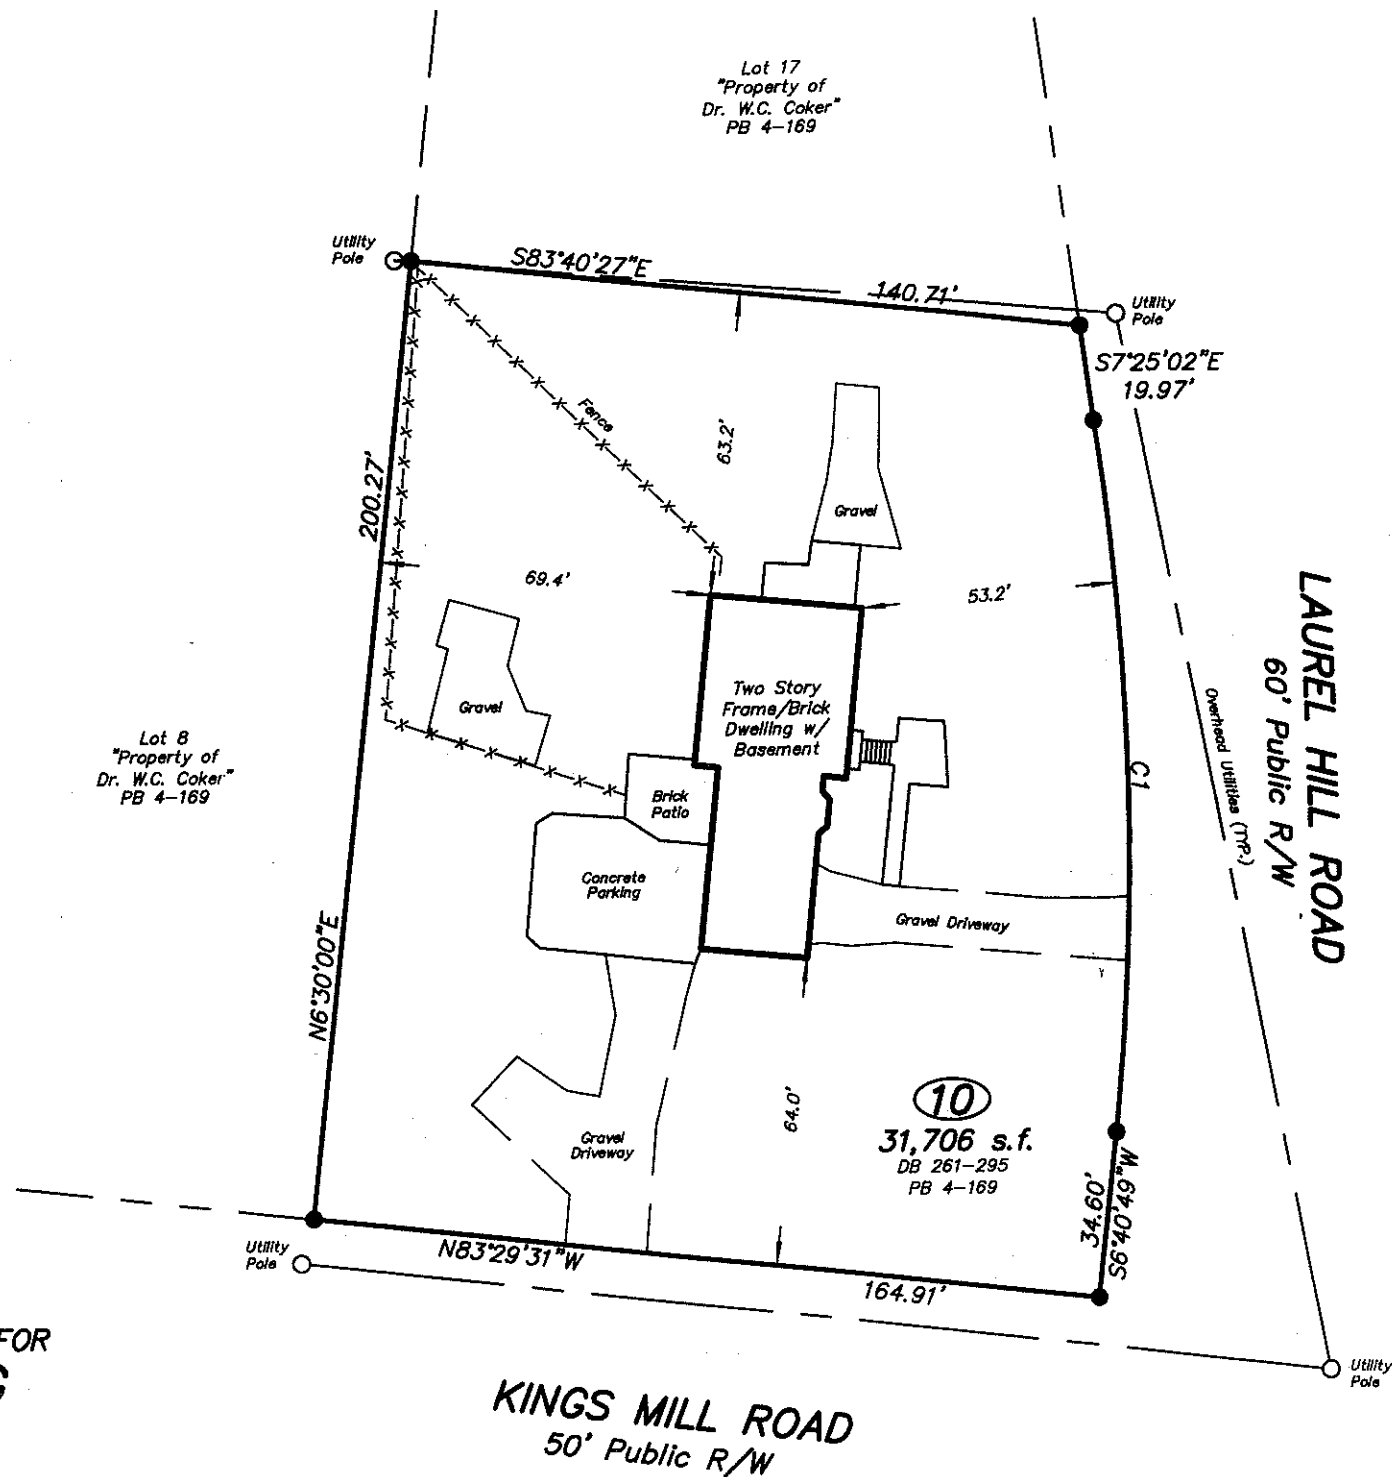 Lot 17
"Property of
Dr. W.C. Coker"
PB 4-169
Utility
Pole
S83°40'27"E
140.71'
Utility
Pole
S7°25'02"E
19.97'
Fence
63.2'
200.27'
Gravel
69.4'
53.2'
LAUREL HILL ROAD
60' Public R/W
Two Story
Frame/Brick
Dwelling w/
Basement
Gravel
Overhead Utilities (TYP.)
Lot 8
"Property of
Dr. W.C. Coker"
PB 4-169
C1
Brick
Patio
Concrete
Parking
Gravel Driveway
N6°30'00"E
64.0'
10
31,706 s.f.
DB 261-295
PB 4-169
Gravel
Driveway
34.60'
S6°40'49"W
Utility
Pole
N83°29'31"W
164.91'
FOR
Utility
Pole
KINGS MILL ROAD
50' Public R/W